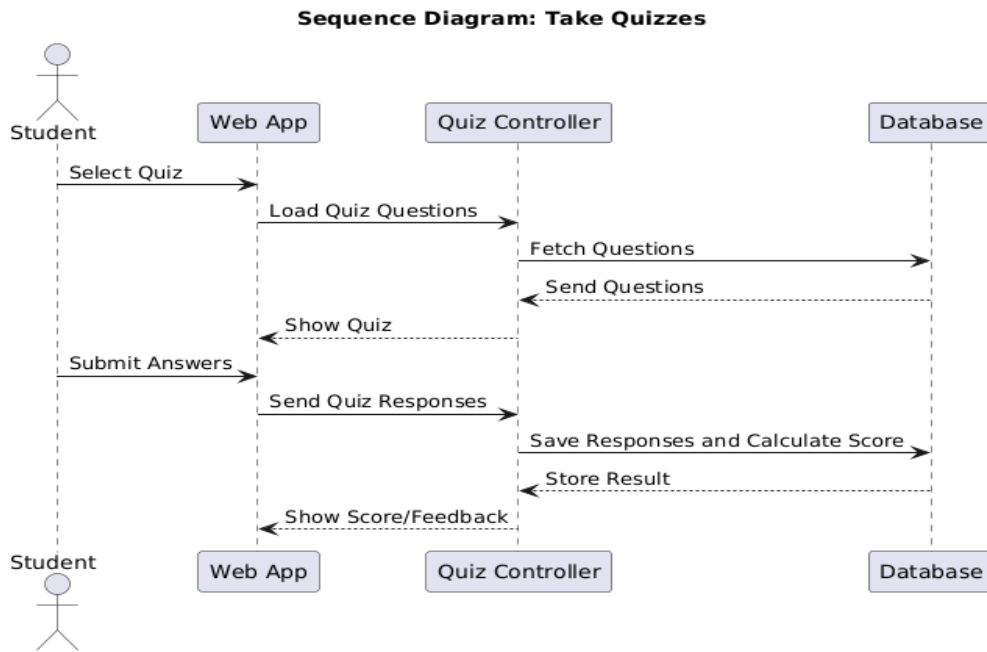 Sequence Diagram: Take Quizzes
Student
Web App
Quiz Controller
Database
Select Quiz
Load Quiz Questions
Fetch Questions
Send Questions
Show Quiz
Submit Answers
Send Quiz Responses
Save Responses and Calculate Score
Store Result
Show Score/Feedback
Student
Web App
Quiz Controller
Database